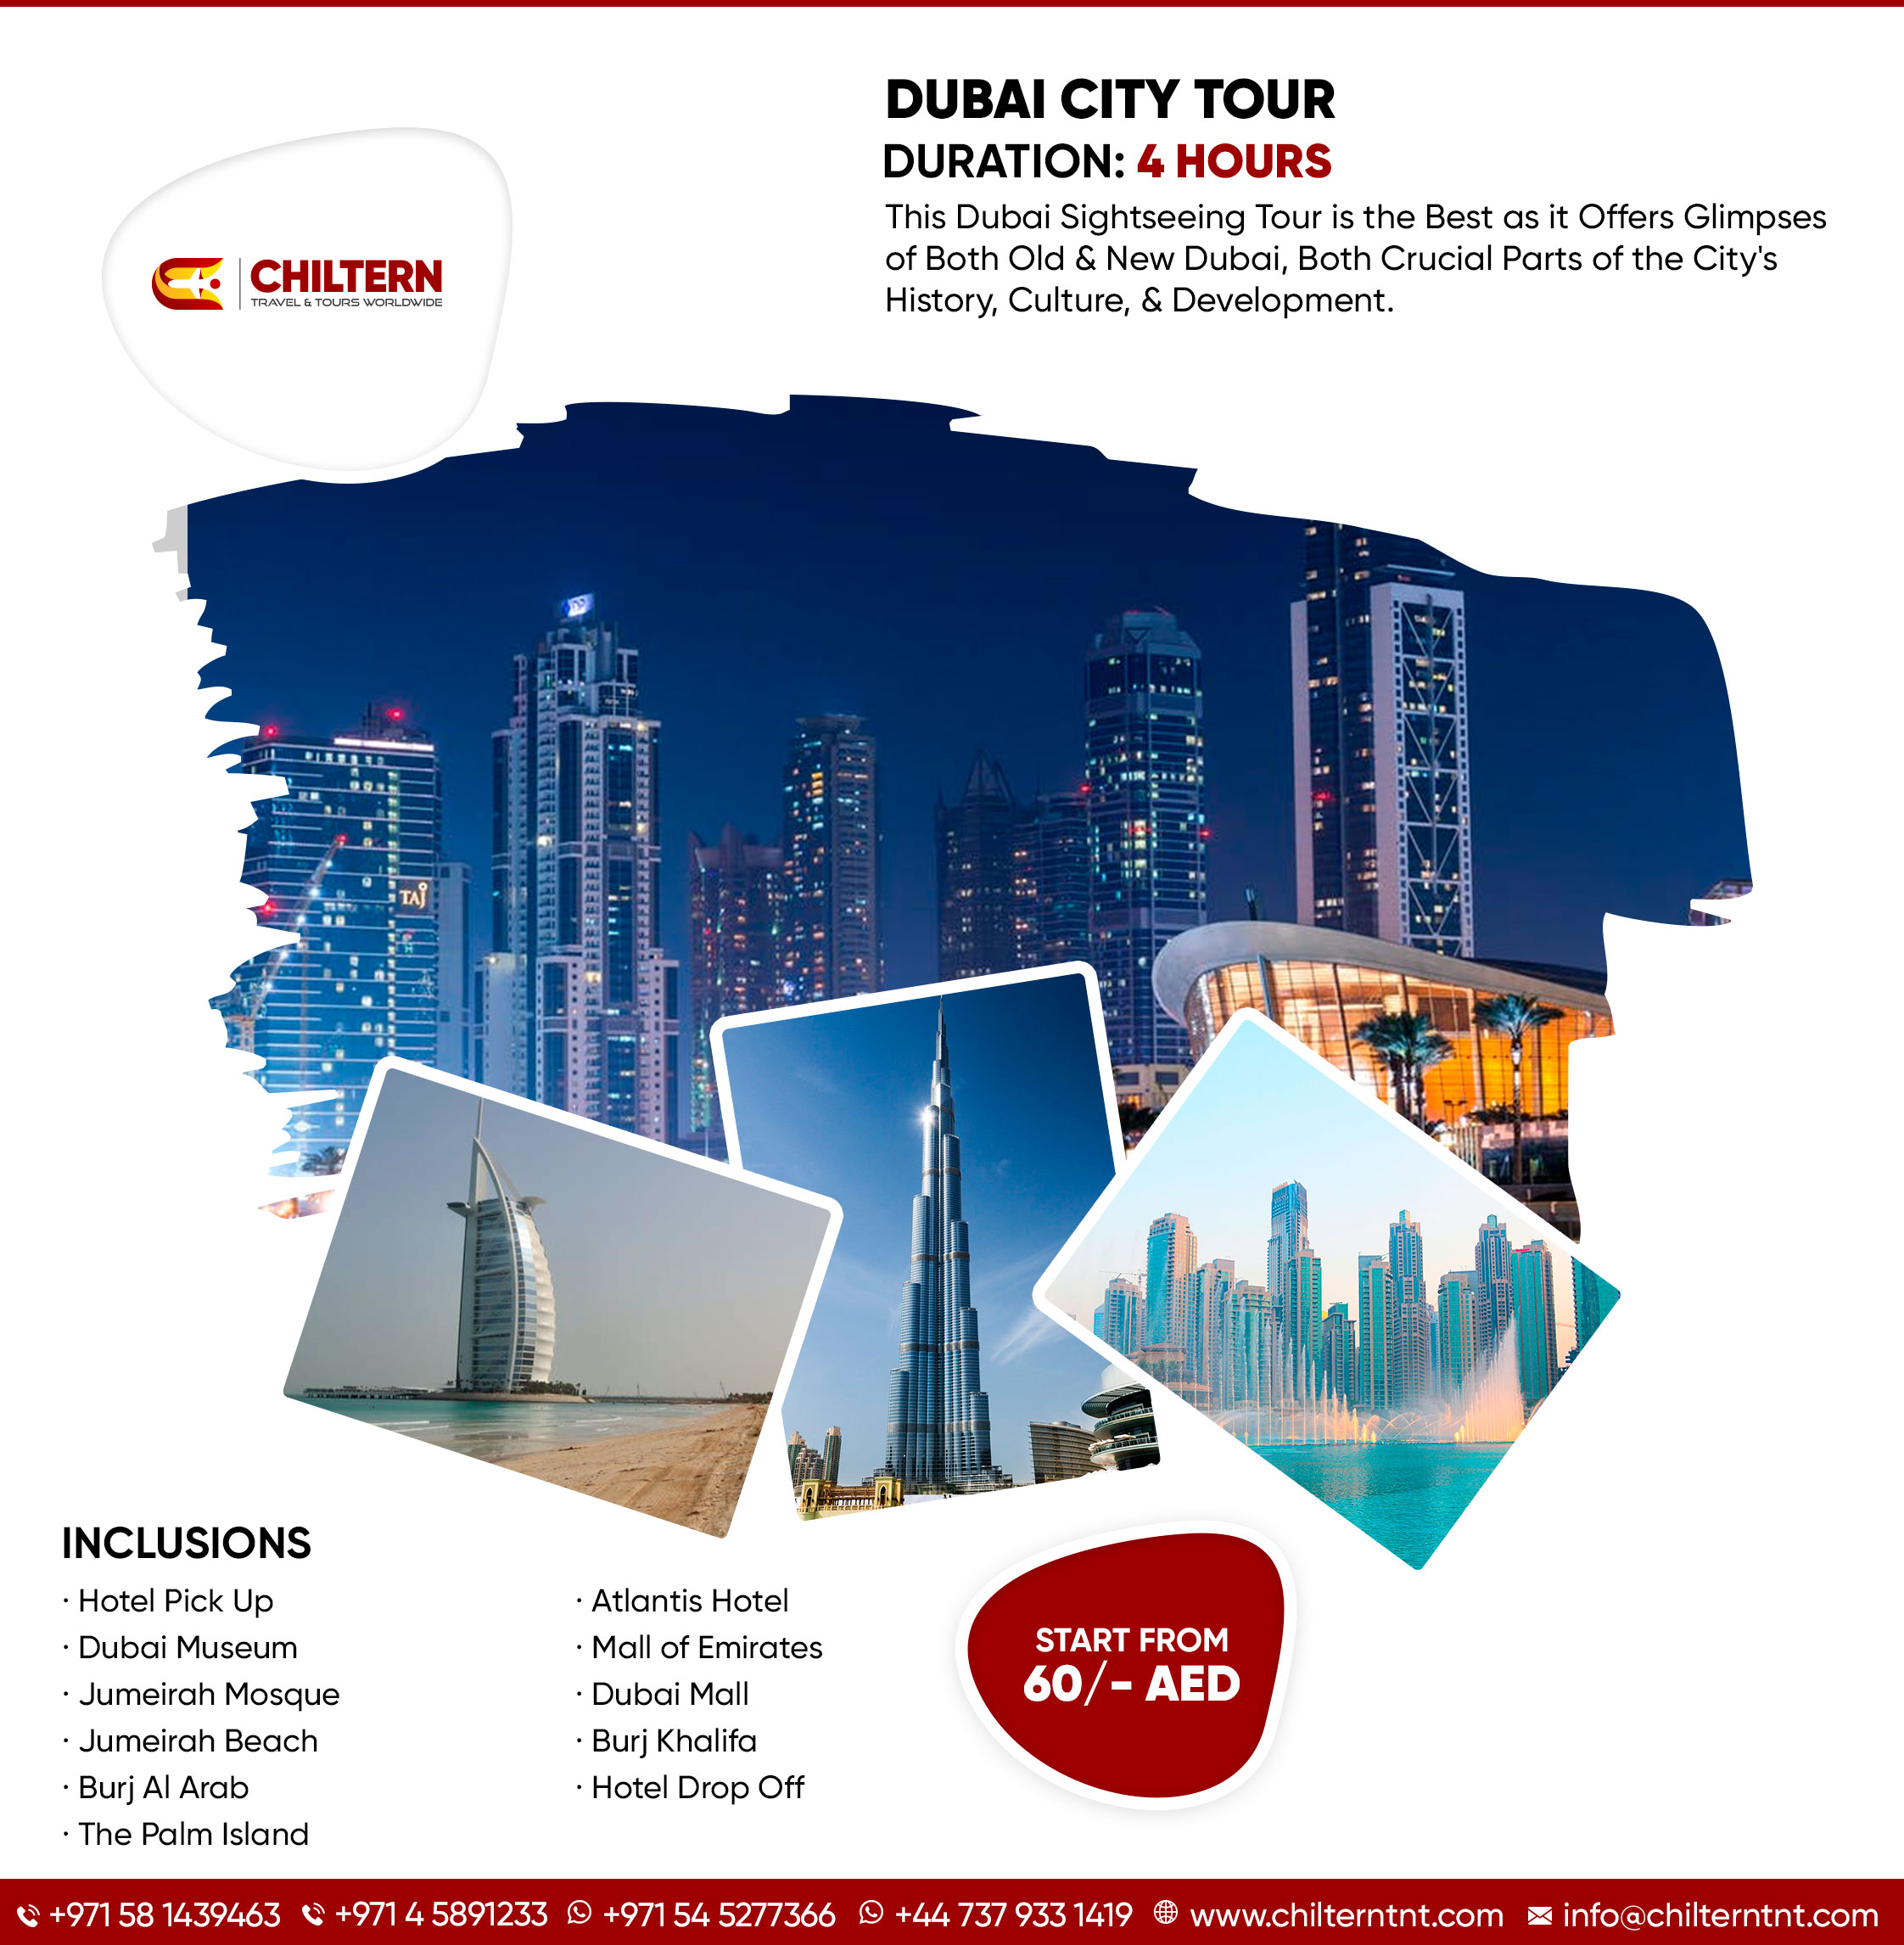 DUBAI CITY TOUR
DURATION: 4 HOURS
This Dubai Sightseeing Tour is the Best as it Offers Glimpses
of Both Old & New Dubai, Both Crucial Parts of the City's
History, Culture, & Development.
CHILTERN
TRAVEL & TOURS WORLDWIDE
TAJ
INCLUSIONS
· Hotel Pick Up
· Dubai Museum
· Jumeirah Mosque
· Jumeirah Beach
· Burj Al Arab
· The Palm Island
· Atlantis Hotel
· Mall of Emirates
· Dubai Mall
· Burj Khalifa
· Hotel Drop Off
START FROM
60/- AED
+971 58 1439463 +971 4 5891233 +971 54 5277366 +44 737 933 1419 www.chilterntnt.com info@chilterntnt.com